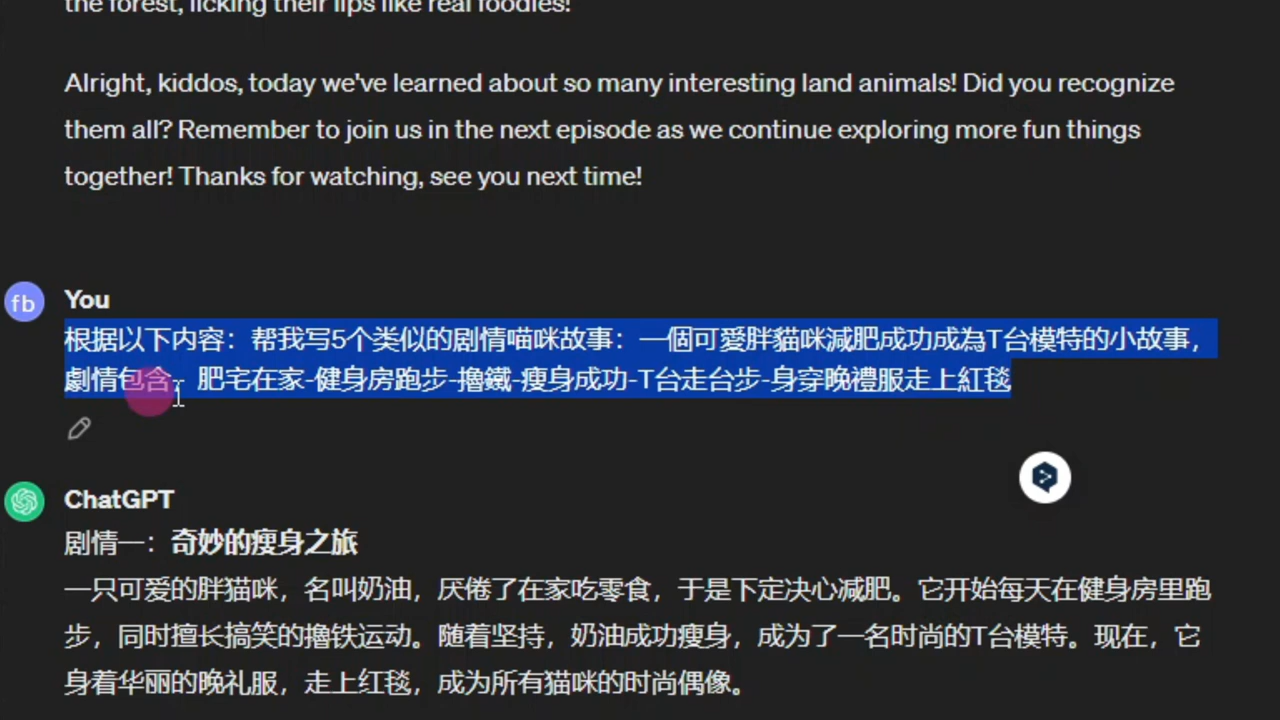 the forest, licking their lips like real foodies!
Alright, kiddos, today we've learned about so many interesting land animals! Did you recognize
them all? Remember to join us in the next episode as we continue exploring more fun things
together! Thanks for watching, see you next time!
fb
You
根据以下内容：帮我写5个类似的剧情喵咪故事：一個可愛胖貓咪減肥成功成為T台模特的小故事，
劇情包含，肥宅在家-健身房跑步-擼鐵-瘦身成功-T台走台步-身穿晚禮服走上紅毯
ChatGPT
剧情一：奇妙的瘦身之旅
一只可爱的胖猫咪，名叫奶油，厌倦了在家吃零食，于是下定决心减肥。它开始每天在健身房里跑
步，同时擅长搞笑的撸铁运动。随着坚持，奶油成功瘦身，成为了一名时尚的T台模特。现在，它
身着华丽的晚礼服，走上红毯，成为所有猫咪的时尚偶像。